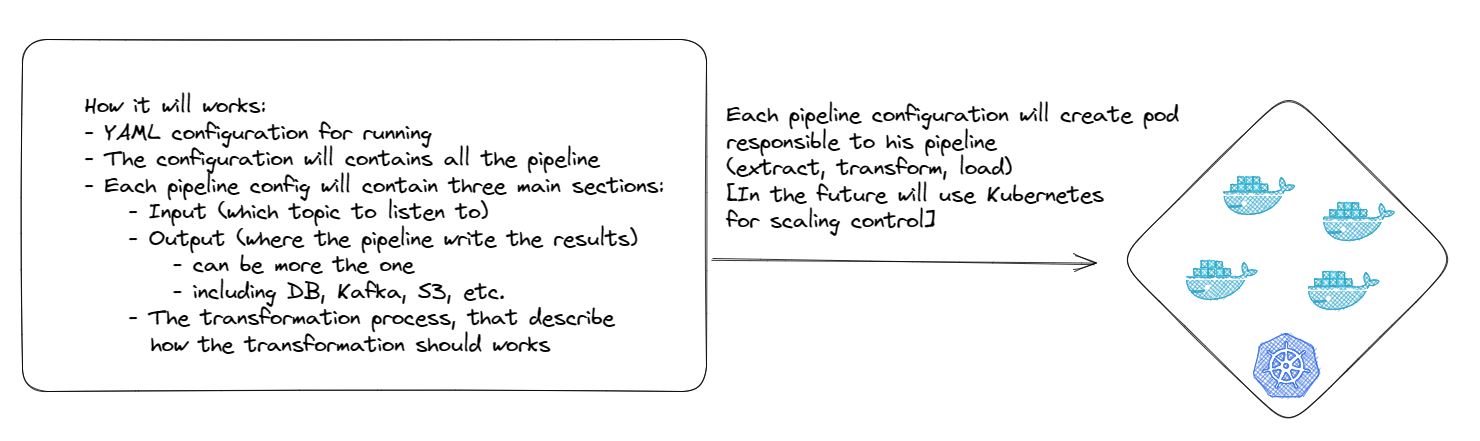 How it will works:
- YAML configuration for running
- The configuration will contains all the pipeline
- Each pipeline config will contain three main sections:
- Input (which topic to listen to)
- Output (where the pipeline write the results)
- can be more the one
- including DB, Kafka, S3, etc.
- The transformation process, that describe
how the transformation should works
Each pipeline configuration will create pod
responsible to his pipeline
(extract, transform, load)
[In the future will use Kubernetes
for scaling control]